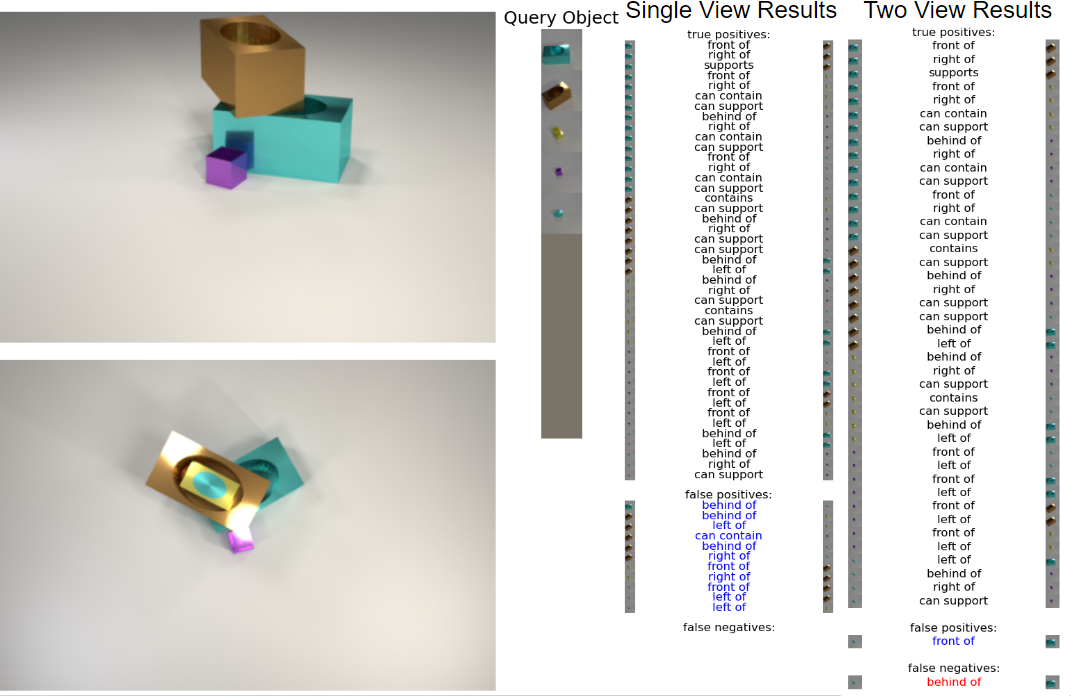 Query Object
Single View Results
true positives:
front of
right of
supports
front of
right of
can contain
can support
behind of
right of
can contain
can support
front of
right of
can contain
can support
contains
can support
behind of
right of
can support
can support
behind of
left of
behind of
right of
can support
contains
can support
behind of
left of
front of
left of
front of
left of
front of
left of
front of
left of
behind of
left of
behind of
right of
can support
false positives:
behind of
behind of
left of
can contain
behind of
right of
front of
right of
front of
left of
left of
false negatives:
Two View Results
true positives:
front of
right of
supports
front of
right of
can contain
can support
behind of
right of
can contain
can support
front of
right of
can contain
can support
contains
can support
behind of
right of
can support
can support
behind of
left of
behind of
right of
can support
contains
can support
behind of
left of
front of
left of
front of
left of
front of
left of
front of
left of
left of
behind of
right of
can support
false positives:
front of
false negatives:
behind of